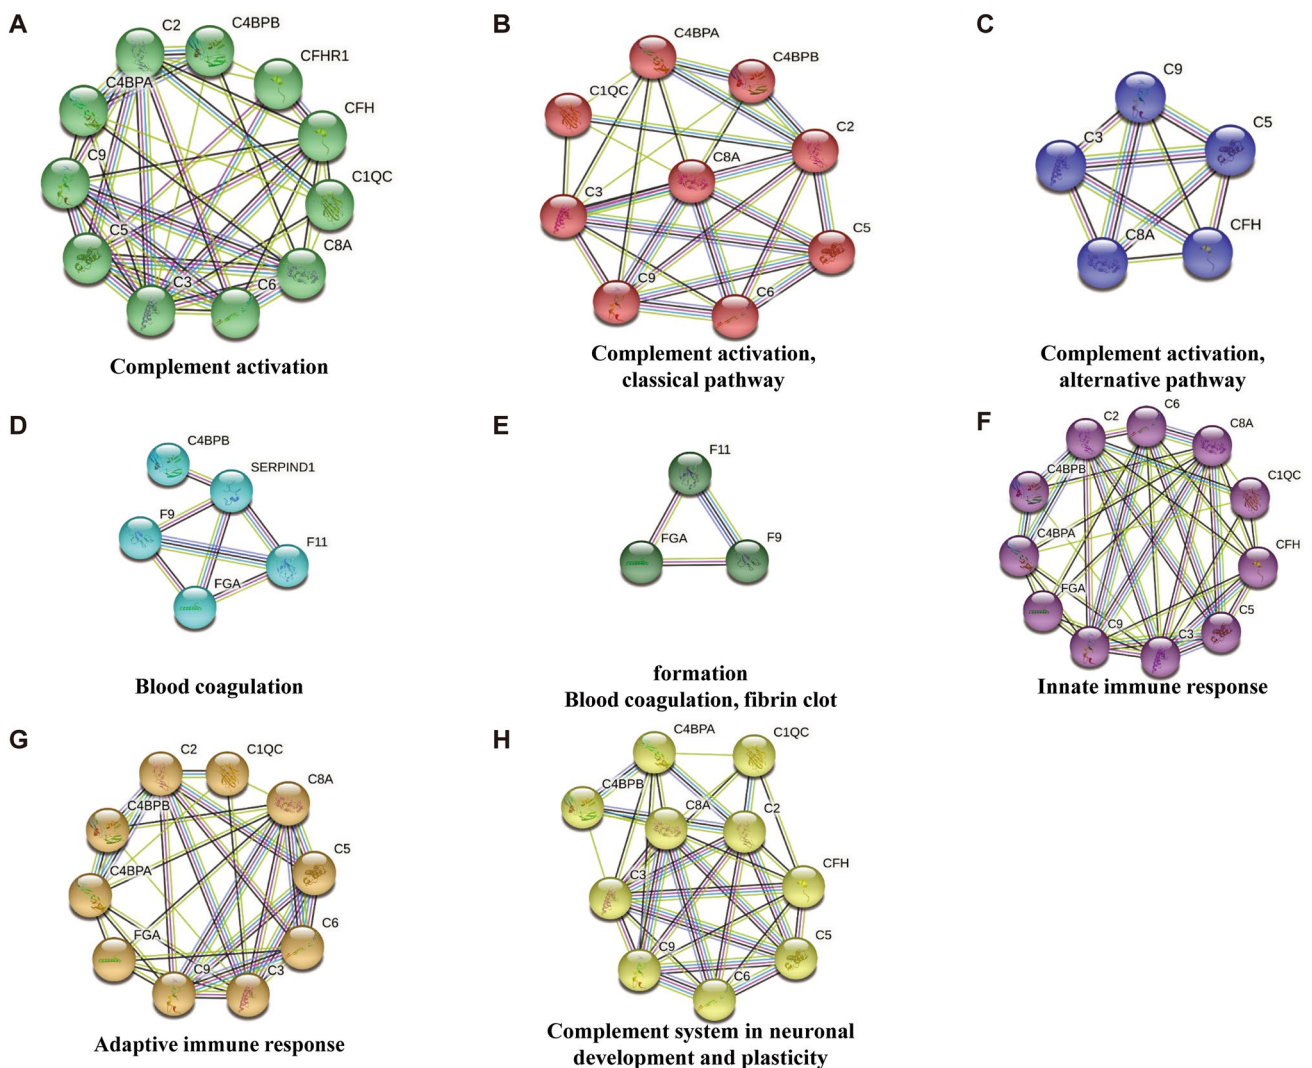 A
C2
C4BPB
CFHR1
C4BPA
CFH
C9
C1QC
C5
C8A
C3
C6
Complement activation
B
C4BPA
C4BPB
C1QC
C2
C8A
C3
C5
C9
C6
Complement activation,
classical pathway
C
C9
C5
C3
C8A
CFH
Complement activation,
alternative pathway
D
C4BPB
SERPIND1
F9
F11
FGA
Blood coagulation
E
F11
FGA
F9
formation
Blood coagulation, fibrin clot
F
C6
C2
C8A
C4BPB
C1QC
C4BPA
CFH
FGA
C5
C9
C3
Innate immune response
G
C2
C1QC
C8A
C4BPB
C5
C4BPA
C6
FGA
C9
C3
Adaptive immune response
H
C4BPA
C1QC
C4BPB
C8A
C2
CFH
C3
C5
C9
C6
Complement system in neuronal
development and plasticity